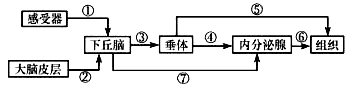 感受器 ① ⑤
下丘脑 ③ 垂体 ④ 内分泌腺 ⑥ 组织
大脑皮层 ② ⑦